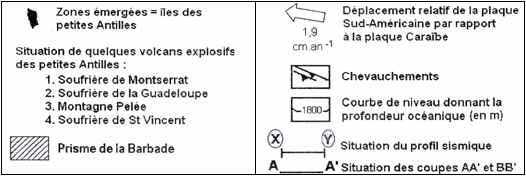 Zones émergées = îles des
petites Antilles
Situation de quelques volcans explosifs
des petites Antilles :
1. Soufrière de Montserrat
2. Soufrière de la Guadeloupe
3. Montagne Pelée
4. Soufrière de St Vincent
Prisme de la Barbade
1,9
cm.an⁻¹
Déplacement relatif de la plaque
Sud-Américaine par rapport
à la plaque Caraïbe
Chevauchements
1800
Courbe de niveau donnant la
profondeur océanique (en m)
X Y Situation du profil sismique
A A' Situation des coupes AA' et BB'